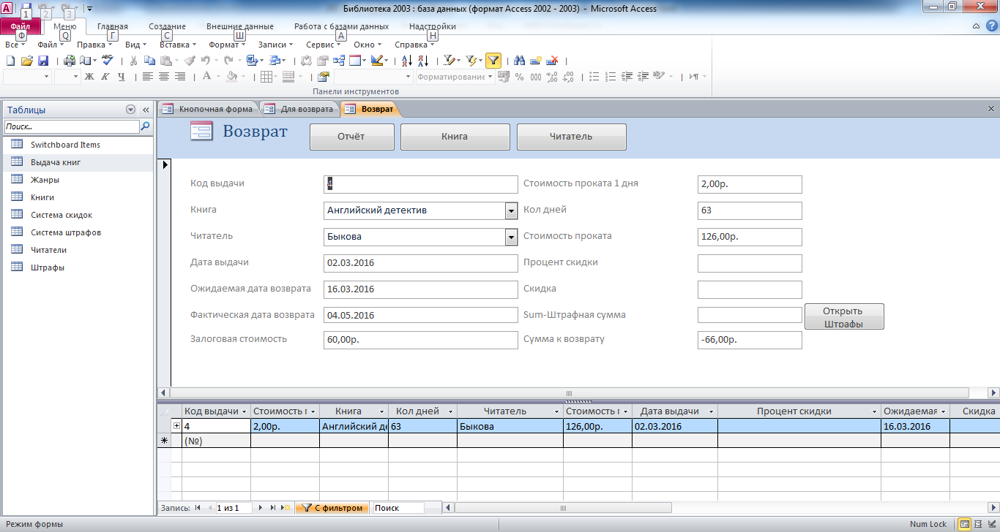 Библиотека 2003 : база данных (формат Access 2002 - 2003) - Microsoft Access
1 2 3
Файл Меню Главная Создание Внешние данные Работа с базами данных Надстройки
Ф Q Г С Ш А Н
Все Файл Правка Вид Вставка Формат Записи Сервис Окно Справка
Ж К Ч А Форматирование % 000
Панели инструментов
Таблицы
Кнопочная форма Для возврата Возврат
Поиск...
Switchboard Items
Выдача книг
Жанры
Книги
Система скидок
Система штрафов
Читатели
Штрафы
Возврат Отчёт Книга Читатель
Код выдачи 4 Стоимость проката 1 дня 2,00р.
Книга Английский детектив Кол дней 63
Читатель Быкова Стоимость проката 126,00р.
Дата выдачи 02.03.2016 Процент скидки
Ожидаемая дата возврата 16.03.2016 Скидка
Фактическая дата возврата 04.05.2016 Sum-Штрафная сумма Открыть Штрафы
Залоговая стоимость 60,00р. Сумма к возврату -66,00р.
Код выдачи Стоимость Книга Кол дней Читатель Стоимость Дата выдачи Процент скидки Ожидаемая Скидка
4 2,00р. Английский де 63 Быкова 126,00р. 02.03.2016 16.03.2016
(№)
Запись: 1 из 1 С фильтром Поиск
Режим формы Num Lock